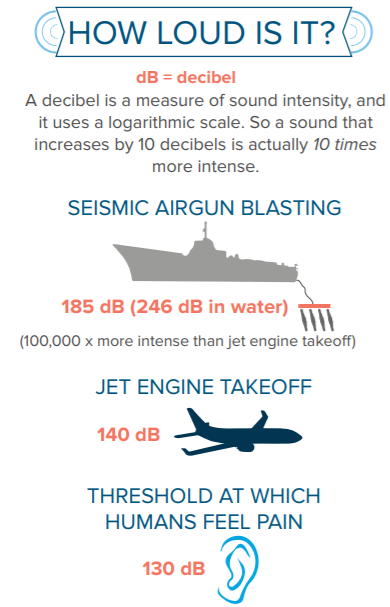 HOW LOUD IS IT?
dB = decibel
A decibel is a measure of sound intensity, and
it uses a logarithmic scale. So a sound that
increases by 10 decibels is actually 10 times
more intense.
SEISMIC AIRGUN BLASTING
185 dB (246 dB in water)
(100,000 x more intense than jet engine takeoff)
JET ENGINE TAKEOFF
140 dB
THRESHOLD AT WHICH
HUMANS FEEL PAIN
130 dB